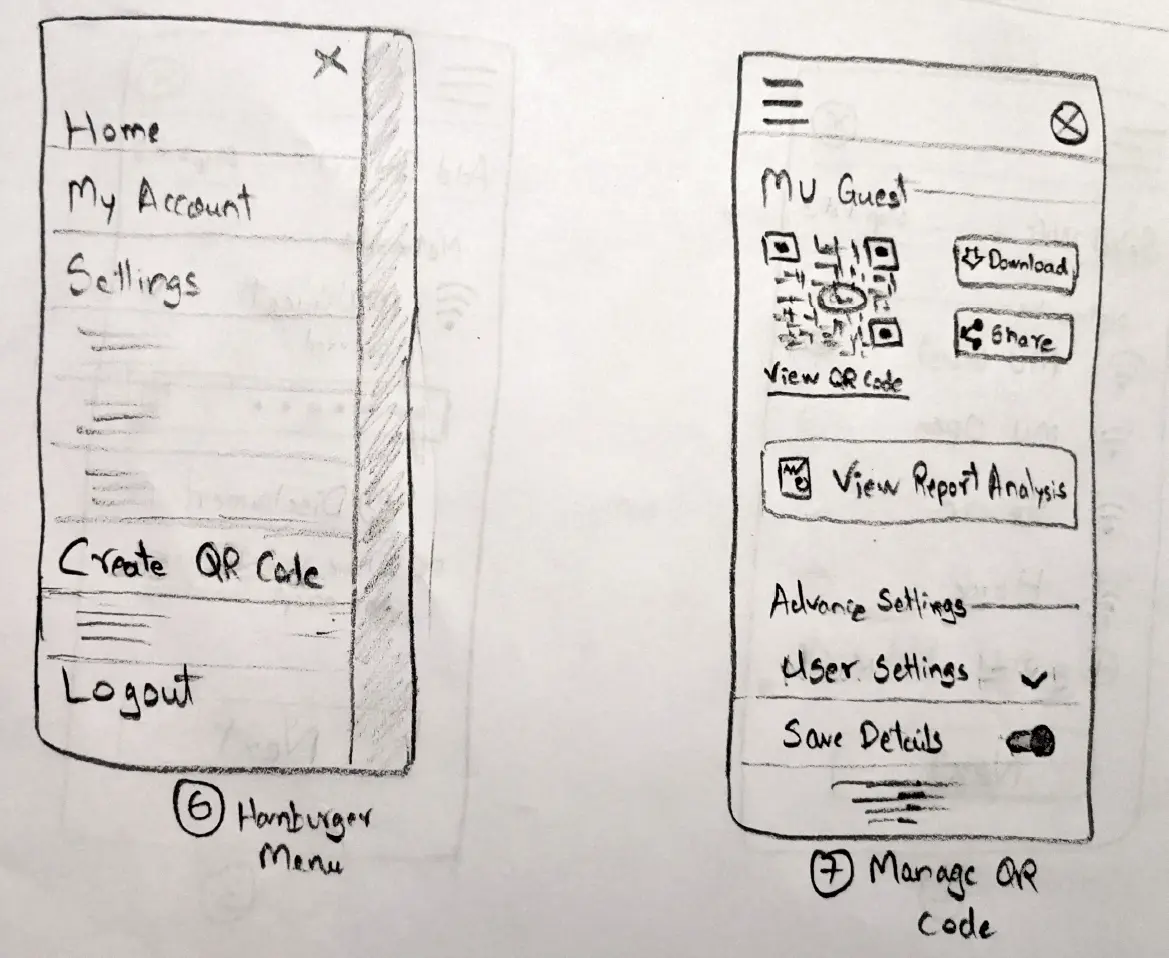 Home
My Account
Settings
Create QR Code
Logout
6 Hamburger
Menu
My Guest
Download
Share
View QR Code
View Report Analysis
Advance Settings
User Settings
Save Details
7 Manage QR
Code